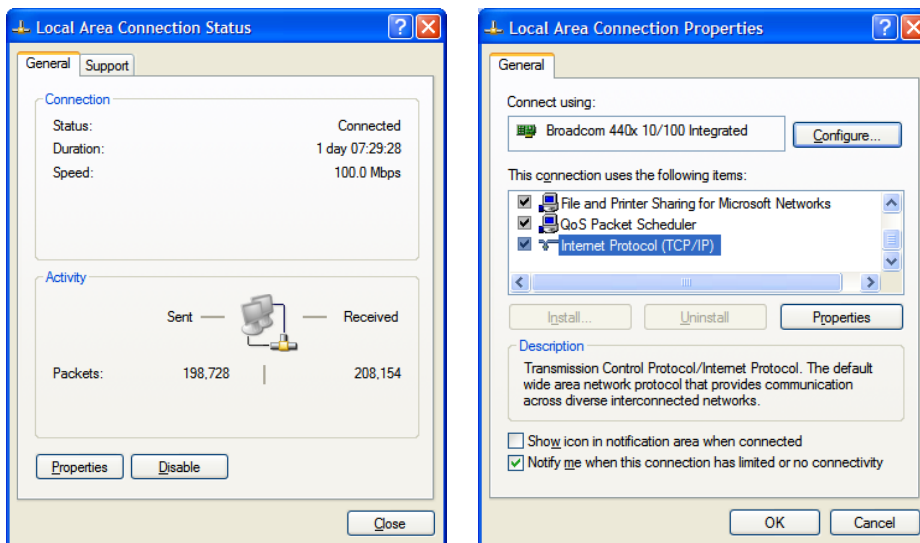 Local Area Connection Status
General Support
Connection
Status: Connected
Duration: 1 day 07:29:28
Speed: 100.0 Mbps
Activity
Sent Received
Packets: 198,728 208,154
Properties Disable
Close
Local Area Connection Properties
General
Connect using:
Broadcom 440x 10/100 Integrated
Configure...
This connection uses the following items:
File and Printer Sharing for Microsoft Networks
QoS Packet Scheduler
Internet Protocol (TCP/IP)
Install... Uninstall Properties
Description
Transmission Control Protocol/Internet Protocol. The default
wide area network protocol that provides communication
across diverse interconnected networks.
Show icon in notification area when connected
Notify me when this connection has limited or no connectivity
OK Cancel